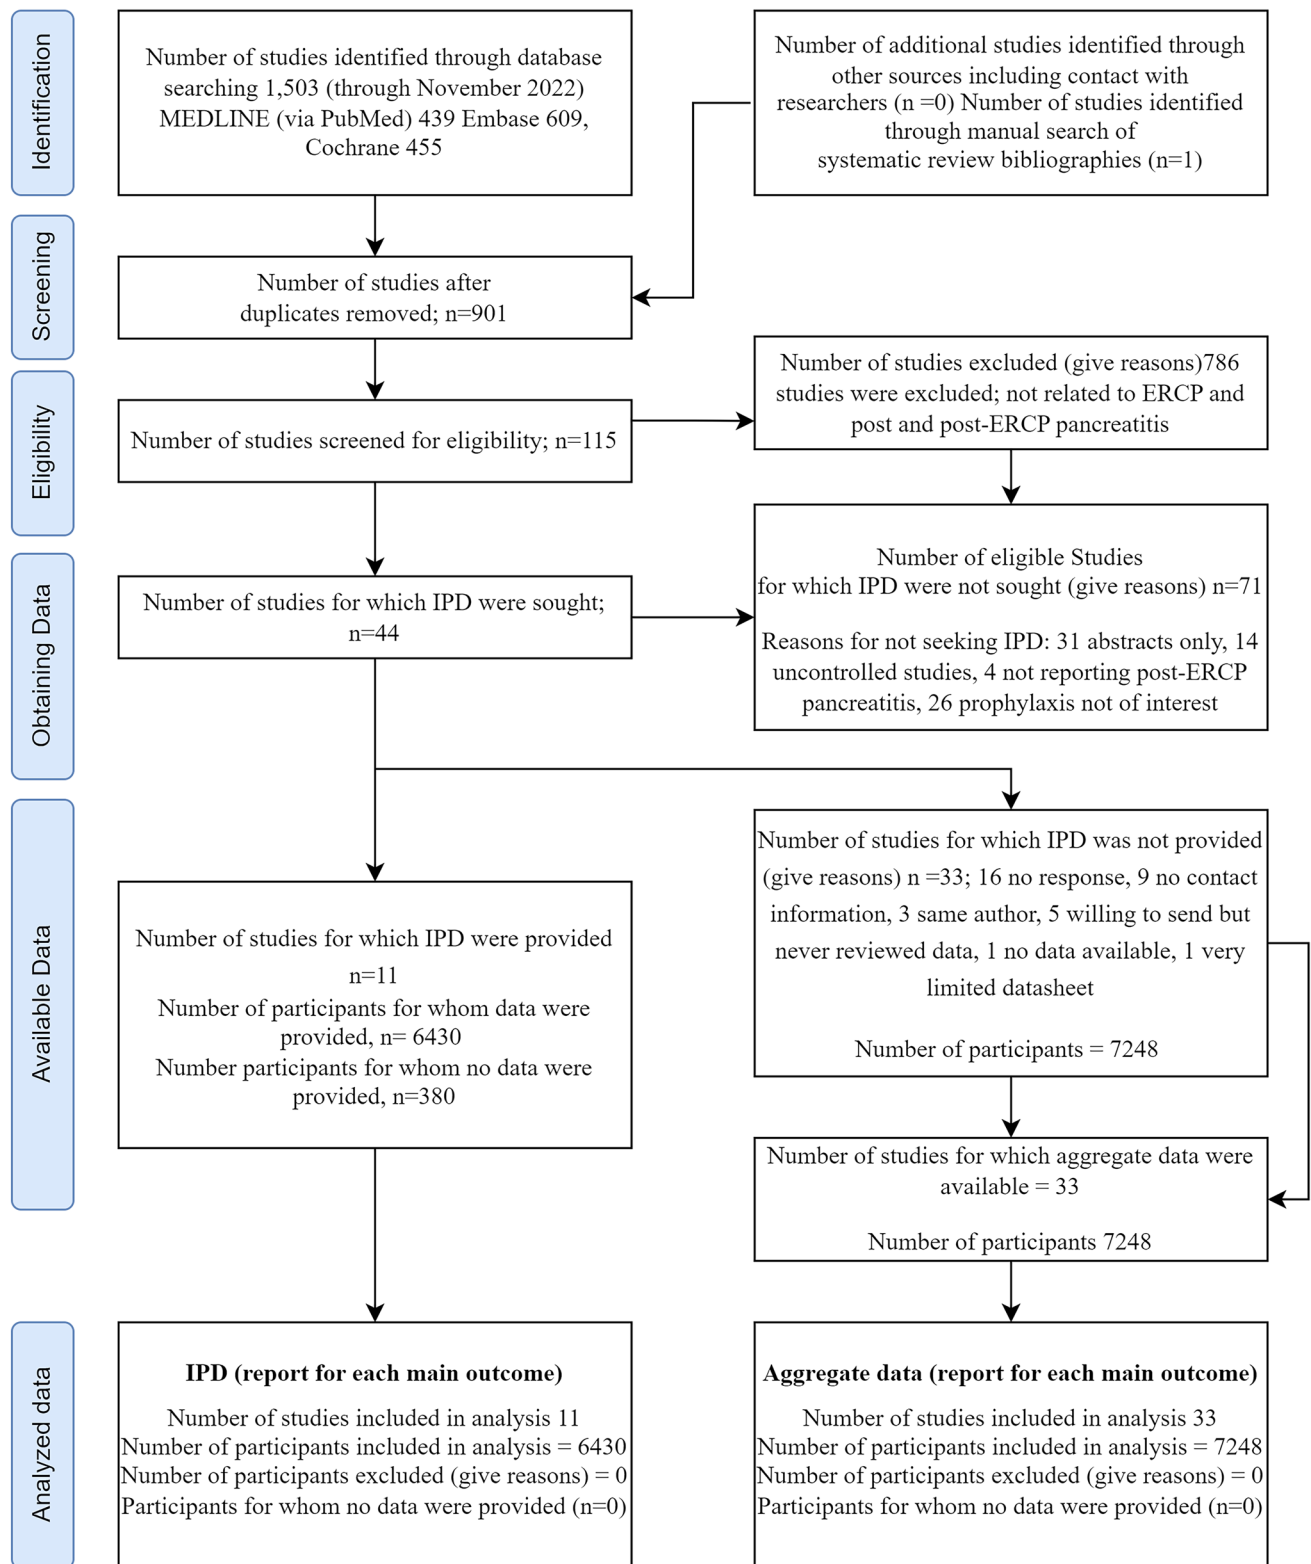 Identification
Number of studies identified through database
searching 1,503 (through November 2022)
MEDLINE (via PubMed) 439 Embase 609,
Cochrane 455
Number of additional studies identified through
other sources including contact with
researchers (n =0) Number of studies identified
through manual search of
systematic review bibliographies (n=1)
Screening
Number of studies after
duplicates removed; n=901
Eligibility
Number of studies screened for eligibility; n=115
Number of studies excluded (give reasons)786
studies were excluded; not related to ERCP and
post and post-ERCP pancreatitis
Obtaining Data
Number of studies for which IPD were sought;
n=44
Number of eligible Studies
for which IPD were not sought (give reasons) n=71
Reasons for not seeking IPD: 31 abstracts only, 14
uncontrolled studies, 4 not reporting post-ERCP
pancreatitis, 26 prophylaxis not of interest
Available Data
Number of studies for which IPD were provided
n=11
Number of participants for whom data were
provided, n= 6430
Number participants for whom no data were
provided, n=380
Number of studies for which IPD was not provided
(give reasons) n =33; 16 no response, 9 no contact
information, 3 same author, 5 willing to send but
never reviewed data, 1 no data available, 1 very
limited datasheet
Number of participants = 7248
Number of studies for which aggregate data were
available = 33
Number of participants 7248
Analyzed data
IPD (report for each main outcome)
Number of studies included in analysis 11
Number of participants included in analysis = 6430
Number of participants excluded (give reasons) = 0
Participants for whom no data were provided (n=0)
Aggregate data (report for each main outcome)
Number of studies included in analysis 33
Number of participants included in analysis = 7248
Number of participants excluded (give reasons) = 0
Participants for whom no data were provided (n=0)